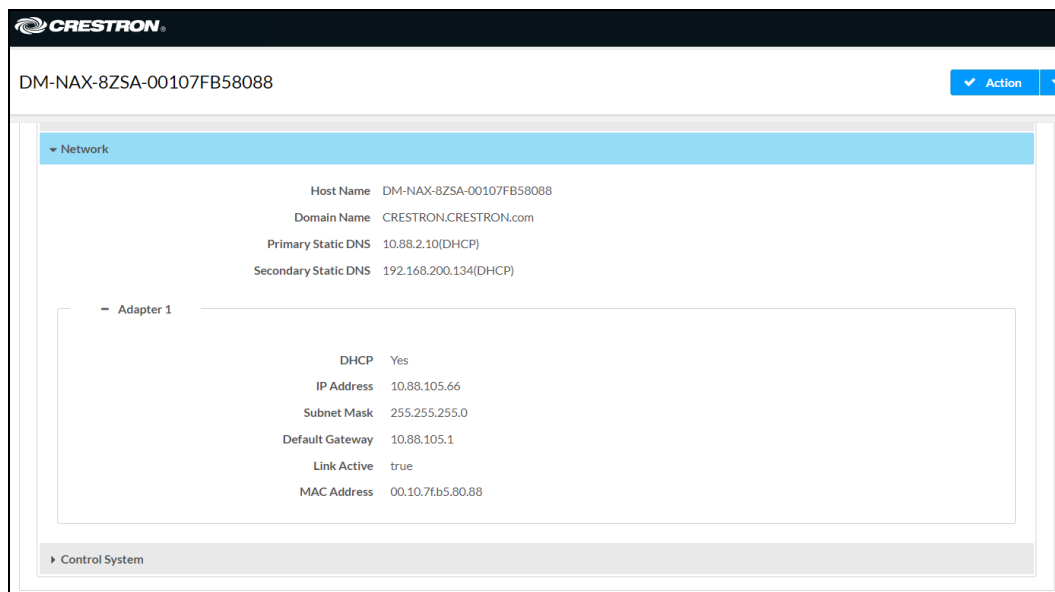 CRESTRON®
DM-NAX-8ZSA-00107FB58088
Action
Network
Host Name DM-NAX-8ZSA-00107FB58088
Domain Name CRESTRON.CRESTRON.com
Primary Static DNS 10.88.2.10(DHCP)
Secondary Static DNS 192.168.200.134(DHCP)
Adapter 1
DHCP Yes
IP Address 10.88.105.66
Subnet Mask 255.255.255.0
Default Gateway 10.88.105.1
Link Active true
MAC Address 00.10.7f.b5.80.88
Control System